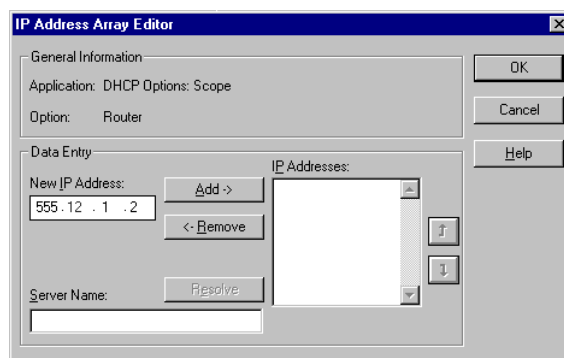 IP Address Array Editor
General Information
Application: DHCP Options: Scope
Option: Router
OK
Cancel
Help
Data Entry
New IP Address:
555 . 12 . 1 . 2
Add ->
<- Remove
IP Addresses:
Server Name:
Resolve